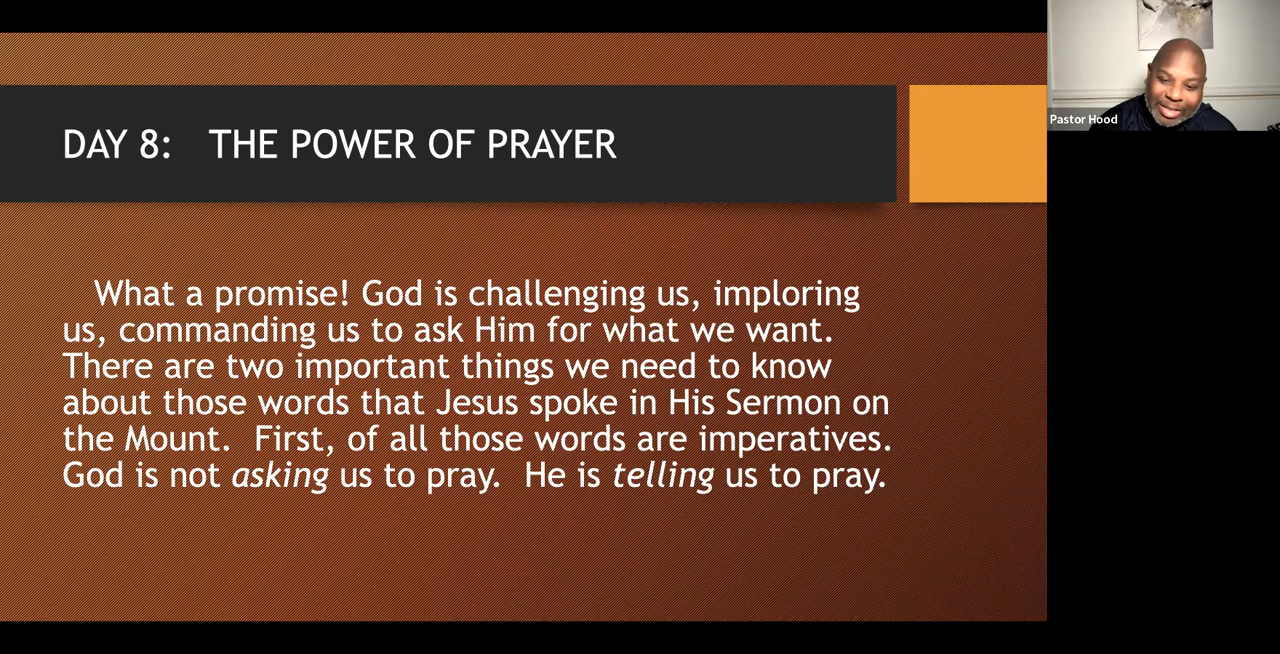 DAY 8: THE POWER OF PRAYER
Pastor Hood
What a promise! God is challenging us, imploring
us, commanding us to ask Him for what we want.
There are two important things we need to know
about those words that Jesus spoke in His Sermon on
the Mount. First, of all those words are imperatives.
God is not asking us to pray. He is telling us to pray.